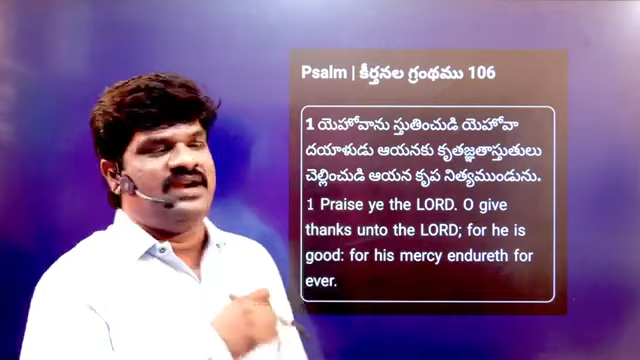 Psalm | కీర్తనల గ్రంథము 106
1 యెహోవాను స్తుతించుడి యెహోవా
దయాళుడు ఆయనకు కృతజ్ఞతాస్తుతులు
చెల్లించుడి ఆయన కృప నిత్యముండును.
1 Praise ye the LORD. O give
thanks unto the LORD; for he is
good: for his mercy endureth for
ever.